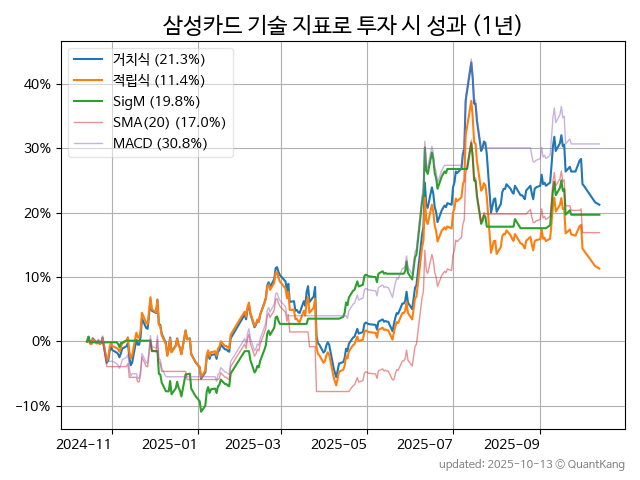 삼성카드 기술 지표로 투자 시 성과 (1년)
거치식 (21.3%)
적립식 (11.4%)
SigM (19.8%)
SMA(20) (17.0%)
MACD (30.8%)
40%
30%
20%
10%
0%
−10%
2024-11 2025-01 2025-03 2025-05 2025-07 2025-09
updated: 2025-10-13 © QuantKang